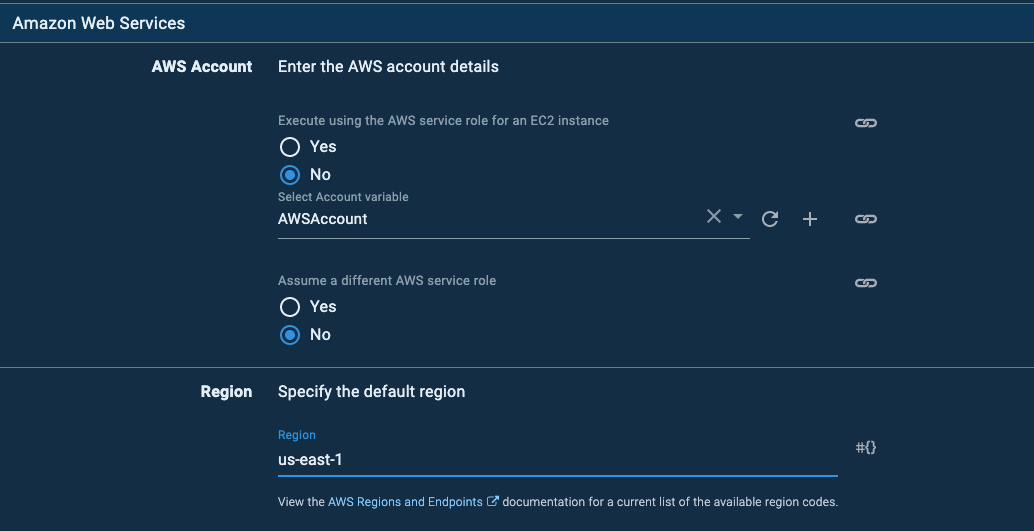 Amazon Web Services
AWS Account Enter the AWS account details
Execute using the AWS service role for an EC2 instance
Yes
No
Select Account variable
AWSAccount
Assume a different AWS service role
Yes
No
Region Specify the default region
Region
us-east-1
#{}
View the AWS Regions and Endpoints documentation for a current list of the available region codes.